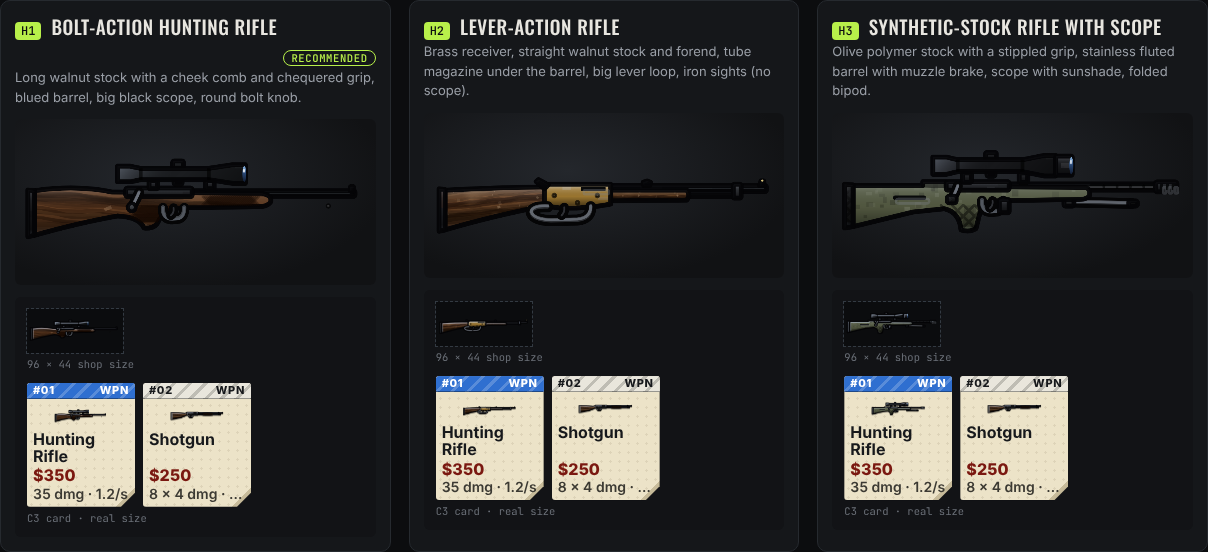 H1 BOLT-ACTION HUNTING RIFLE
RECOMMENDED
Long walnut stock with a cheek comb and chequered grip,
blued barrel, big black scope, round bolt knob.
96 × 44 shop size
#01 WPN
Hunting
Rifle
$350
35 dmg · 1.2/s
#02 WPN
Shotgun
$250
8 × 4 dmg · ...
C3 card · real size
H2 LEVER-ACTION RIFLE
Brass receiver, straight walnut stock and forend, tube
magazine under the barrel, big lever loop, iron sights (no
scope).
96 × 44 shop size
#01 WPN
Hunting
Rifle
$350
35 dmg · 1.2/s
#02 WPN
Shotgun
$250
8 × 4 dmg · ...
C3 card · real size
H3 SYNTHETIC-STOCK RIFLE WITH SCOPE
Olive polymer stock with a stippled grip, stainless fluted
barrel with muzzle brake, scope with sunshade, folded
bipod.
96 × 44 shop size
#01 WPN
Hunting
Rifle
$350
35 dmg · 1.2/s
#02 WPN
Shotgun
$250
8 × 4 dmg · ...
C3 card · real size